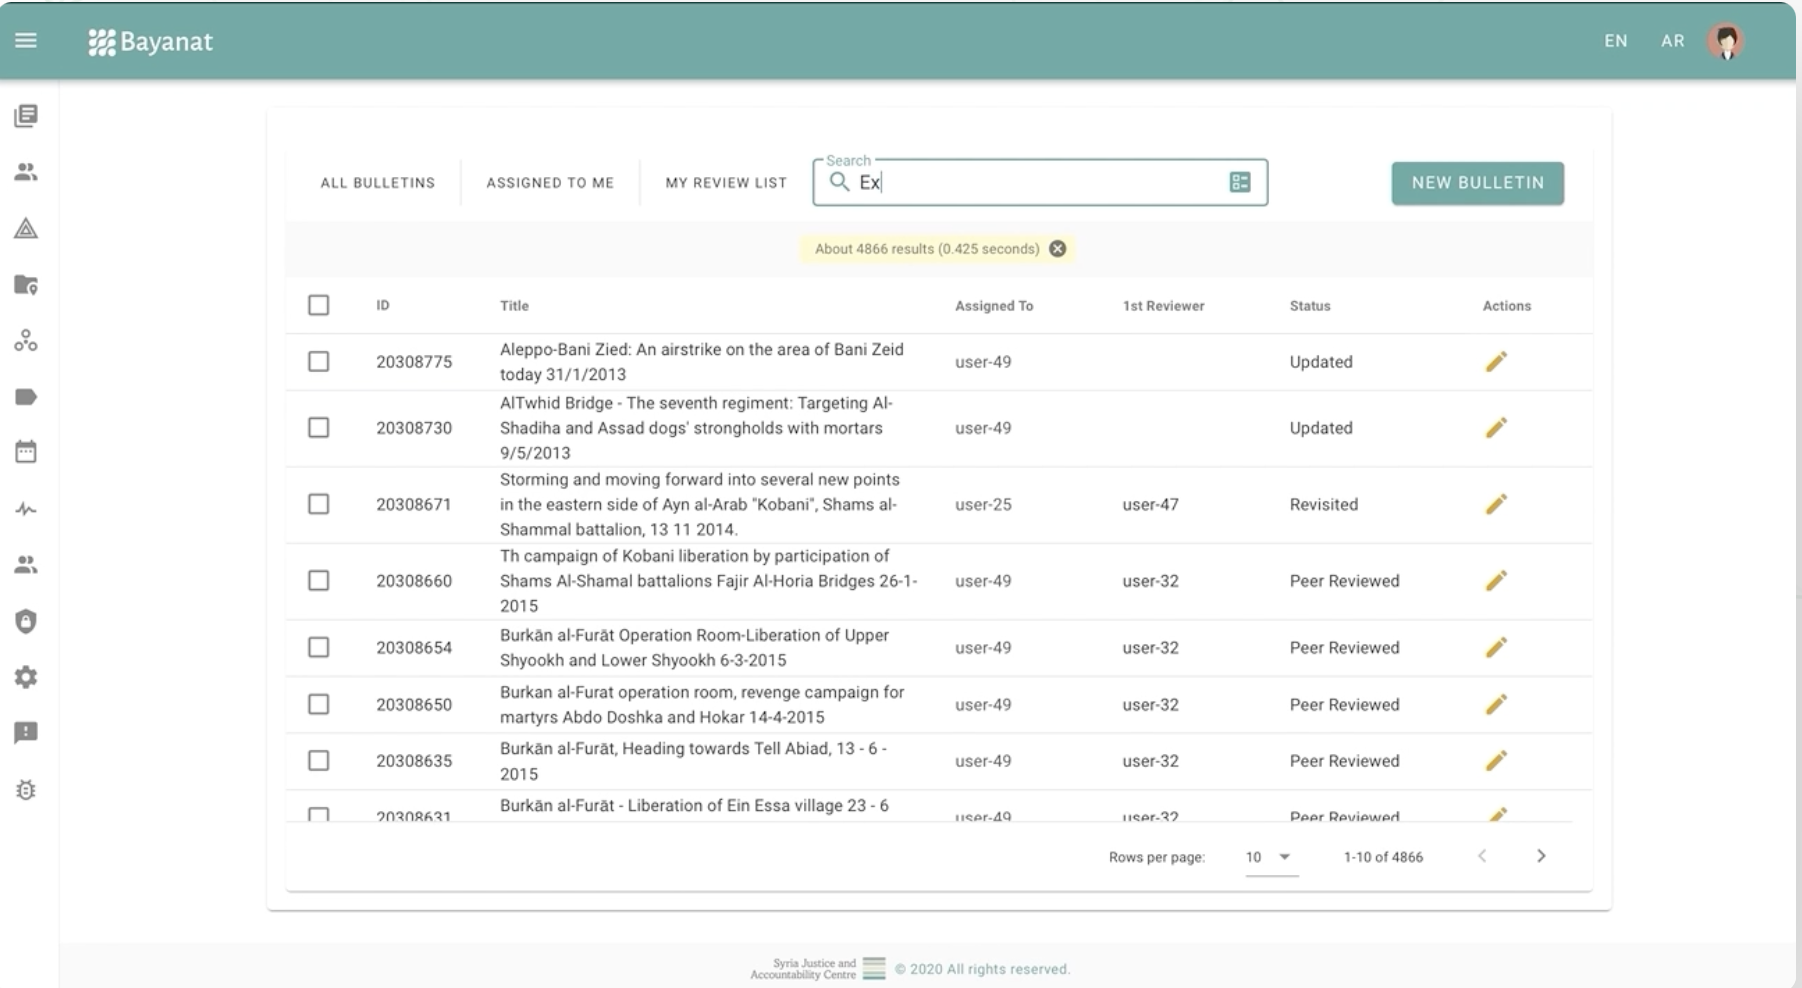 Bayanat
EN
AR
ALL BULLETINS
ASSIGNED TO ME
MY REVIEW LIST
Search
Ex
NEW BULLETIN
About 4866 results (0.425 seconds)
ID
Title
Assigned To
1st Reviewer
Status
Actions
20308775
Aleppo-Bani Zied: An airstrike on the area of Bani Zeid
today 31/1/2013
user-49
Updated
20308730
AlTwhid Bridge - The seventh regiment: Targeting Al-
Shadiha and Assad dogs' strongholds with mortars
9/5/2013
user-49
Updated
20308671
Storming and moving forward into several new points
in the eastern side of Ayn al-Arab "Kobani", Shams al-
Shammal battalion, 13 11 2014.
user-25
user-47
Revisited
20308660
Th campaign of Kobani liberation by participation of
Shams Al-Shamal battalions Fajir Al-Horia Bridges 26-1-
2015
user-49
user-32
Peer Reviewed
20308654
Burkān al-Furāt Operation Room-Liberation of Upper
Shyookh and Lower Shyookh 6-3-2015
user-49
user-32
Peer Reviewed
20308650
Burkan al-Furat operation room, revenge campaign for
martyrs Abdo Doshka and Hokar 14-4-2015
user-49
user-32
Peer Reviewed
20308635
Burkān al-Furāt, Heading towards Tell Abiad, 13 - 6 -
2015
user-49
user-32
Peer Reviewed
20308631
Burkān al-Furāt - Liberation of Ein Essa village 23 - 6
user-49
user-32
Peer Reviewed
Rows per page:
10
1-10 of 4866
Syria Justice and
Accountability Centre
© 2020 All rights reserved.